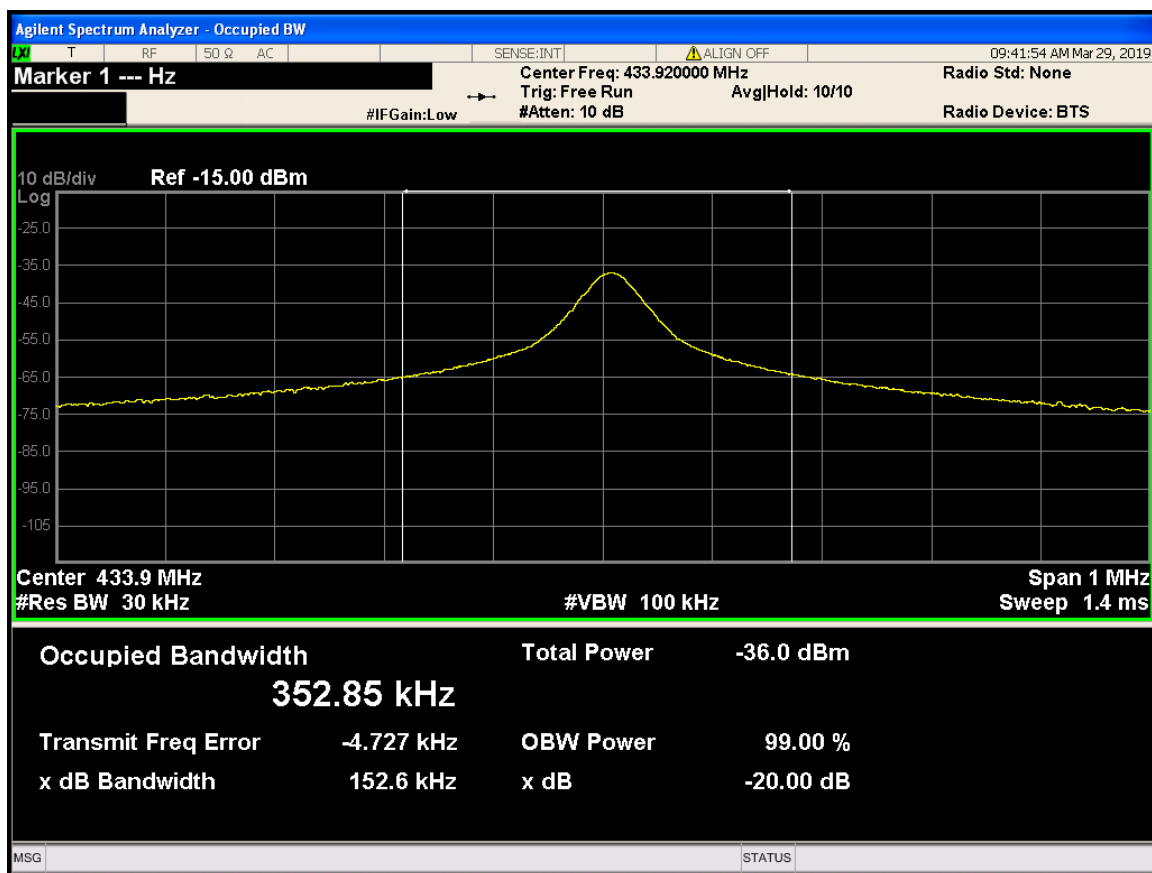 Agilent Spectrum Analyzer - Occupied BW
LXI T RF 50 Ω AC SENSE:INT ALIGN OFF 09:41:54 AM Mar 29, 2019
Marker 1 --- Hz
Center Freq: 433.920000 MHz
Radio Std: None
Trig: Free Run Avg|Hold: 10/10
#IFGain:Low #Atten: 10 dB Radio Device: BTS
10 dB/div Ref -15.00 dBm
Log
-25.0
-35.0
-45.0
-55.0
-65.0
-75.0
-85.0
-95.0
-105
Center 433.9 MHz Span 1 MHz
#Res BW 30 kHz #VBW 100 kHz Sweep 1.4 ms
Occupied Bandwidth Total Power -36.0 dBm
352.85 kHz
Transmit Freq Error -4.727 kHz OBW Power 99.00 %
x dB Bandwidth 152.6 kHz x dB -20.00 dB
MSG STATUS